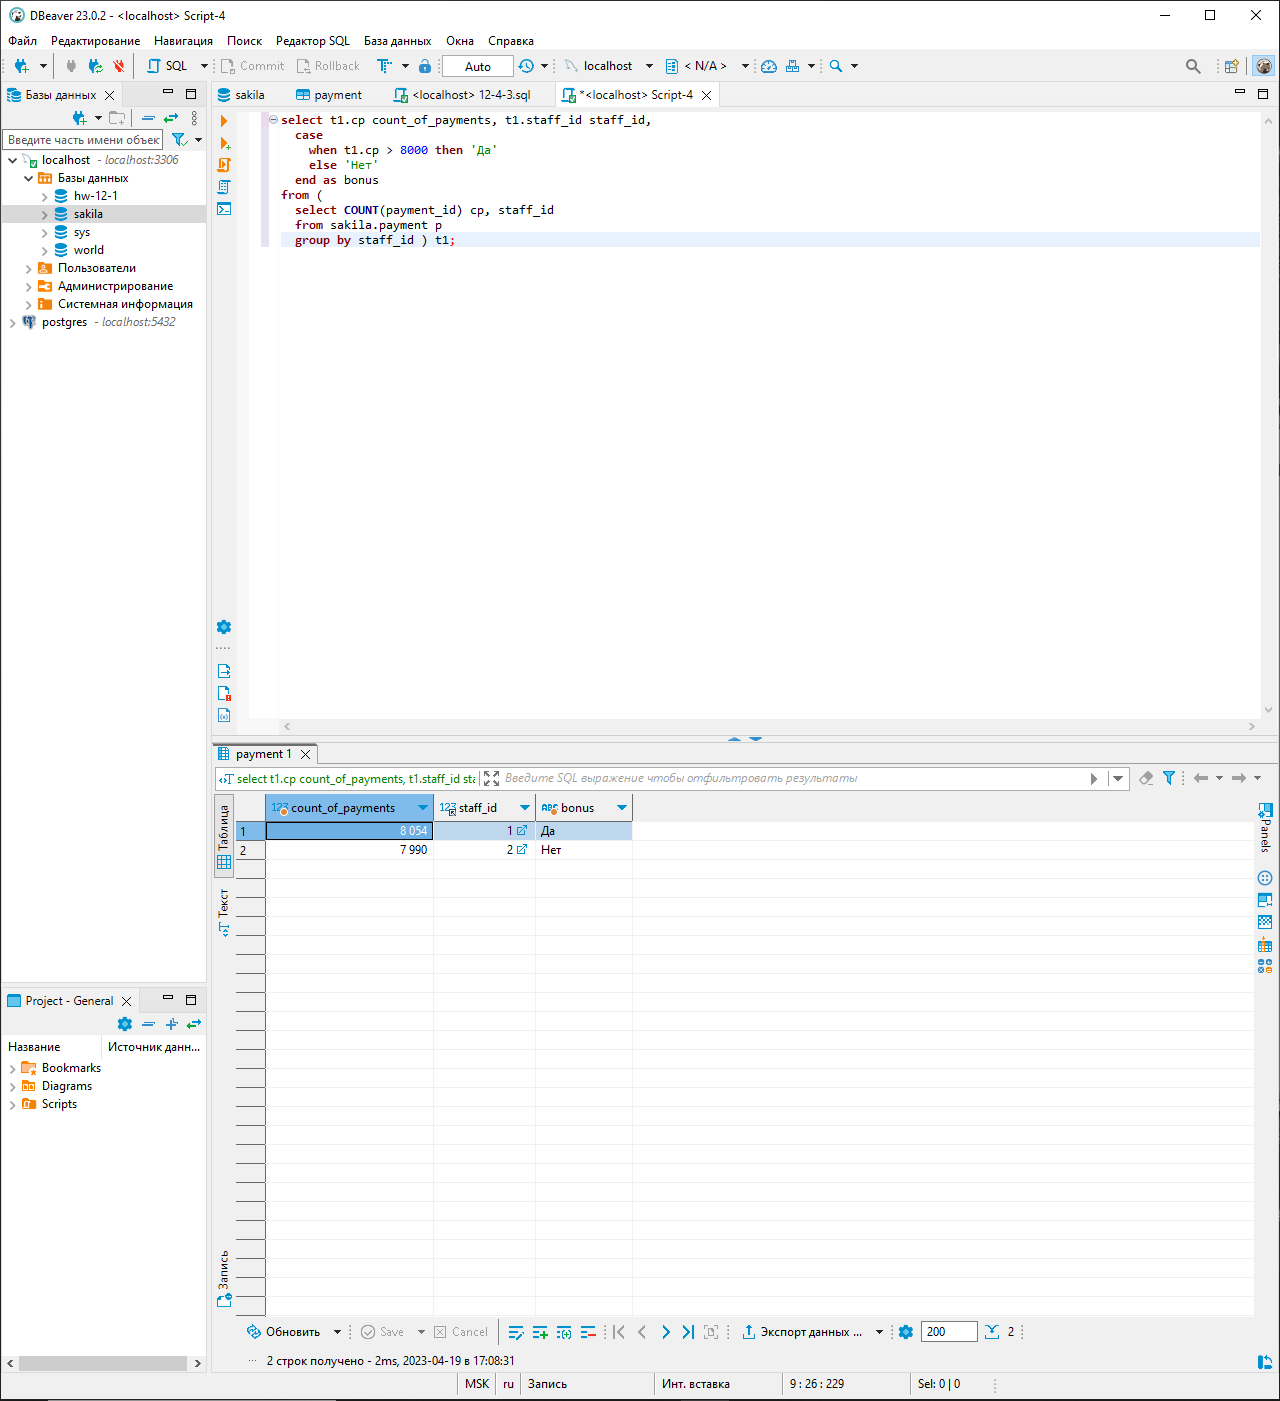 DBeaver 23.0.2 - <localhost> Script-4
Файл Редактирование Навигация Поиск Редактор SQL База данных Окна Справка
SQL Commit Rollback Auto localhost < N/A >
Базы данных
Введите часть имени объек
localhost - localhost:3306
Базы данных
hw-12-1
sakila
sys
world
Пользователи
Администрирование
Системная информация
postgres - localhost:5432
sakila payment <localhost> 12-4-3.sql *<localhost> Script-4
select t1.cp count_of_payments, t1.staff_id staff_id,
case
when t1.cp > 8000 then 'Да'
else 'Нет'
end as bonus
from (
select COUNT(payment_id) cp, staff_id
from sakila.payment p
group by staff_id ) t1;
payment 1
select t1.cp count_of_payments, t1.staff_id sta Введите SQL выражение чтобы отфильтровать результаты
Таблица
Текст
Запись
123 count_of_payments 123 staff_id ABC bonus
1 8 054 1 Да
2 7 990 2 Нет
Panels
Project - General
Название Источник данн...
Bookmarks
Diagrams
Scripts
Обновить Save Cancel Экспорт данных ... 200 2
2 строк получено - 2ms, 2023-04-19 в 17:08:31
MSK ru Запись Инт. вставка 9 : 26 : 229 Sel: 0 | 0